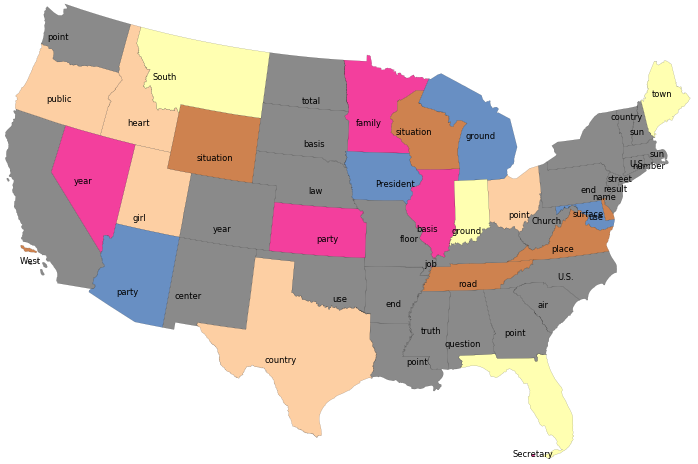 point
South
town
public
total
country
heart
family
situation
sun
ground
basis
U.S.
sun
number
situation
year
President
law
street
end
result
name
girl
surface
point
Church
year
basis
ground
party
floor
place
West
job
U.S.
party
center
road
use
end
air
truth
point
question
country
point
Secretary